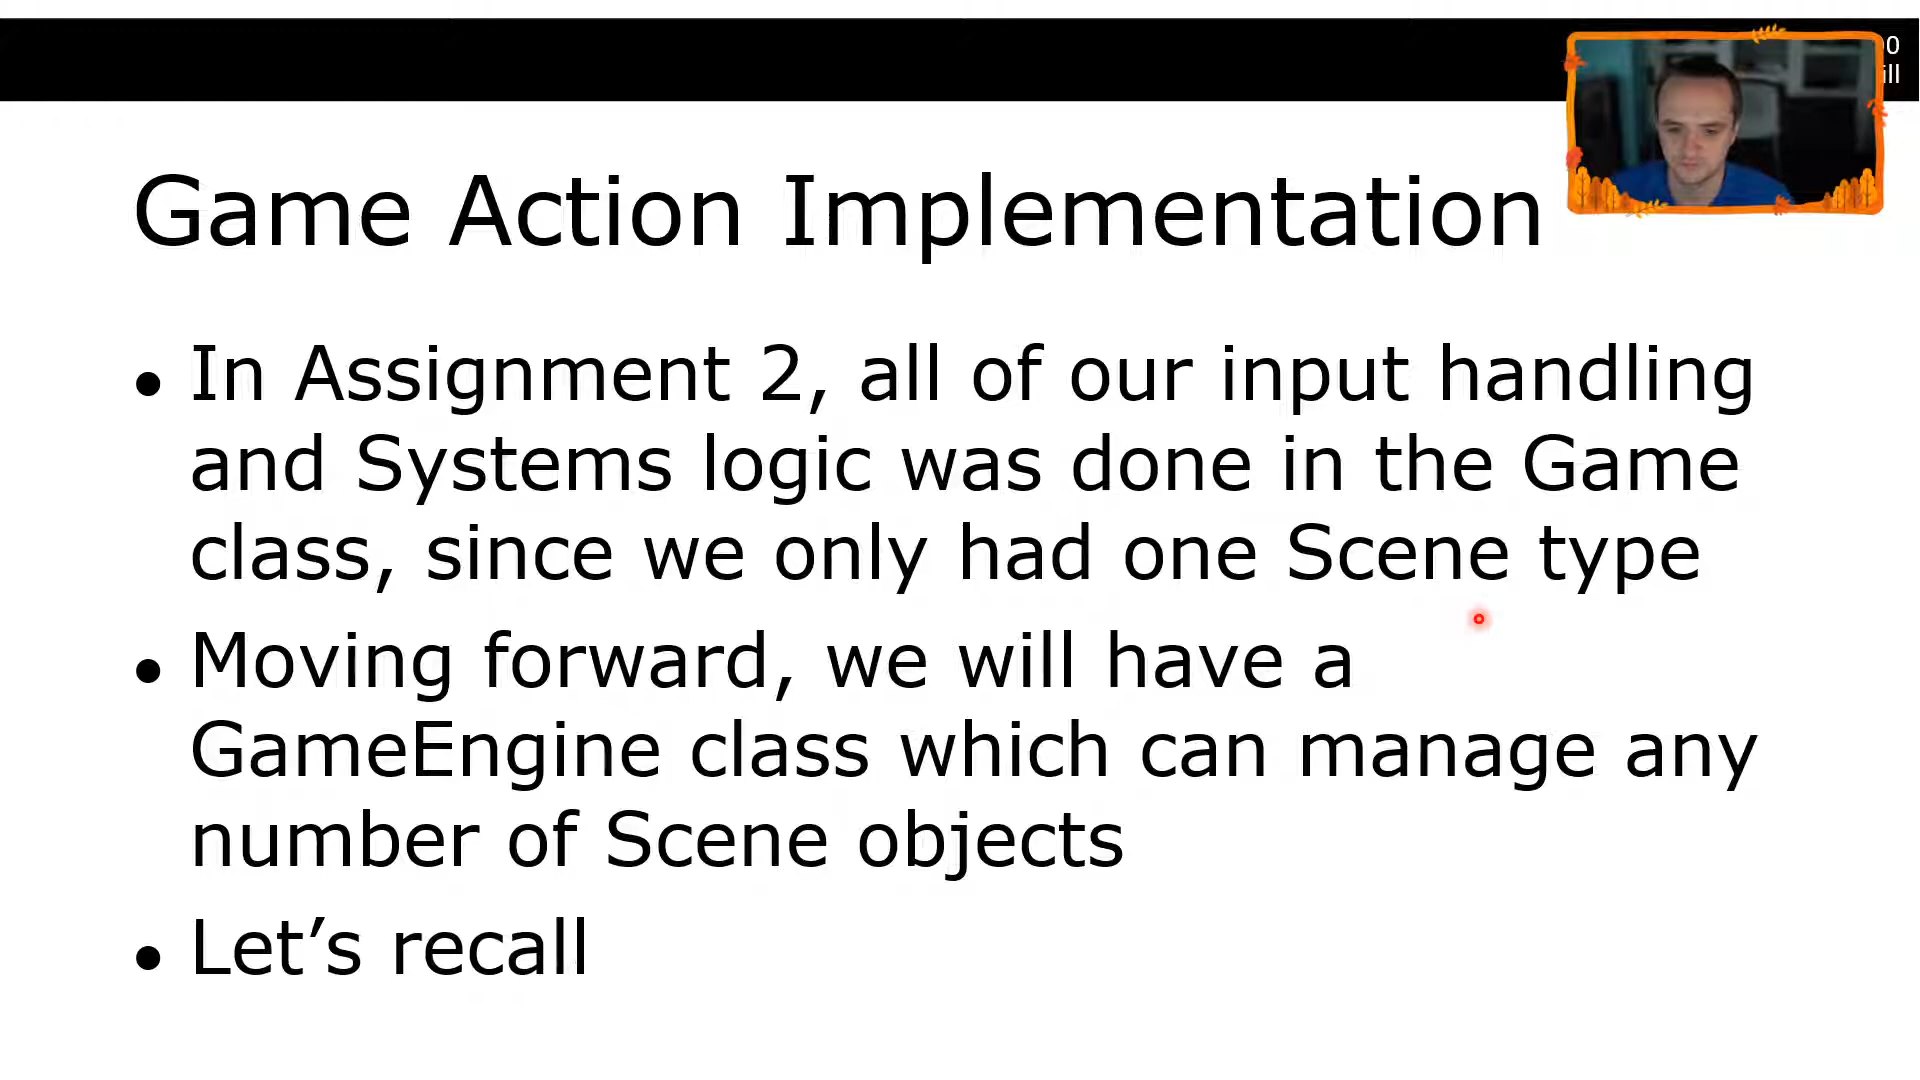 Game Action Implementation
• In Assignment 2, all of our input handling
and Systems logic was done in the Game
class, since we only had one Scene type
• Moving forward, we will have a
GameEngine class which can manage any
number of Scene objects
• Let’s recall